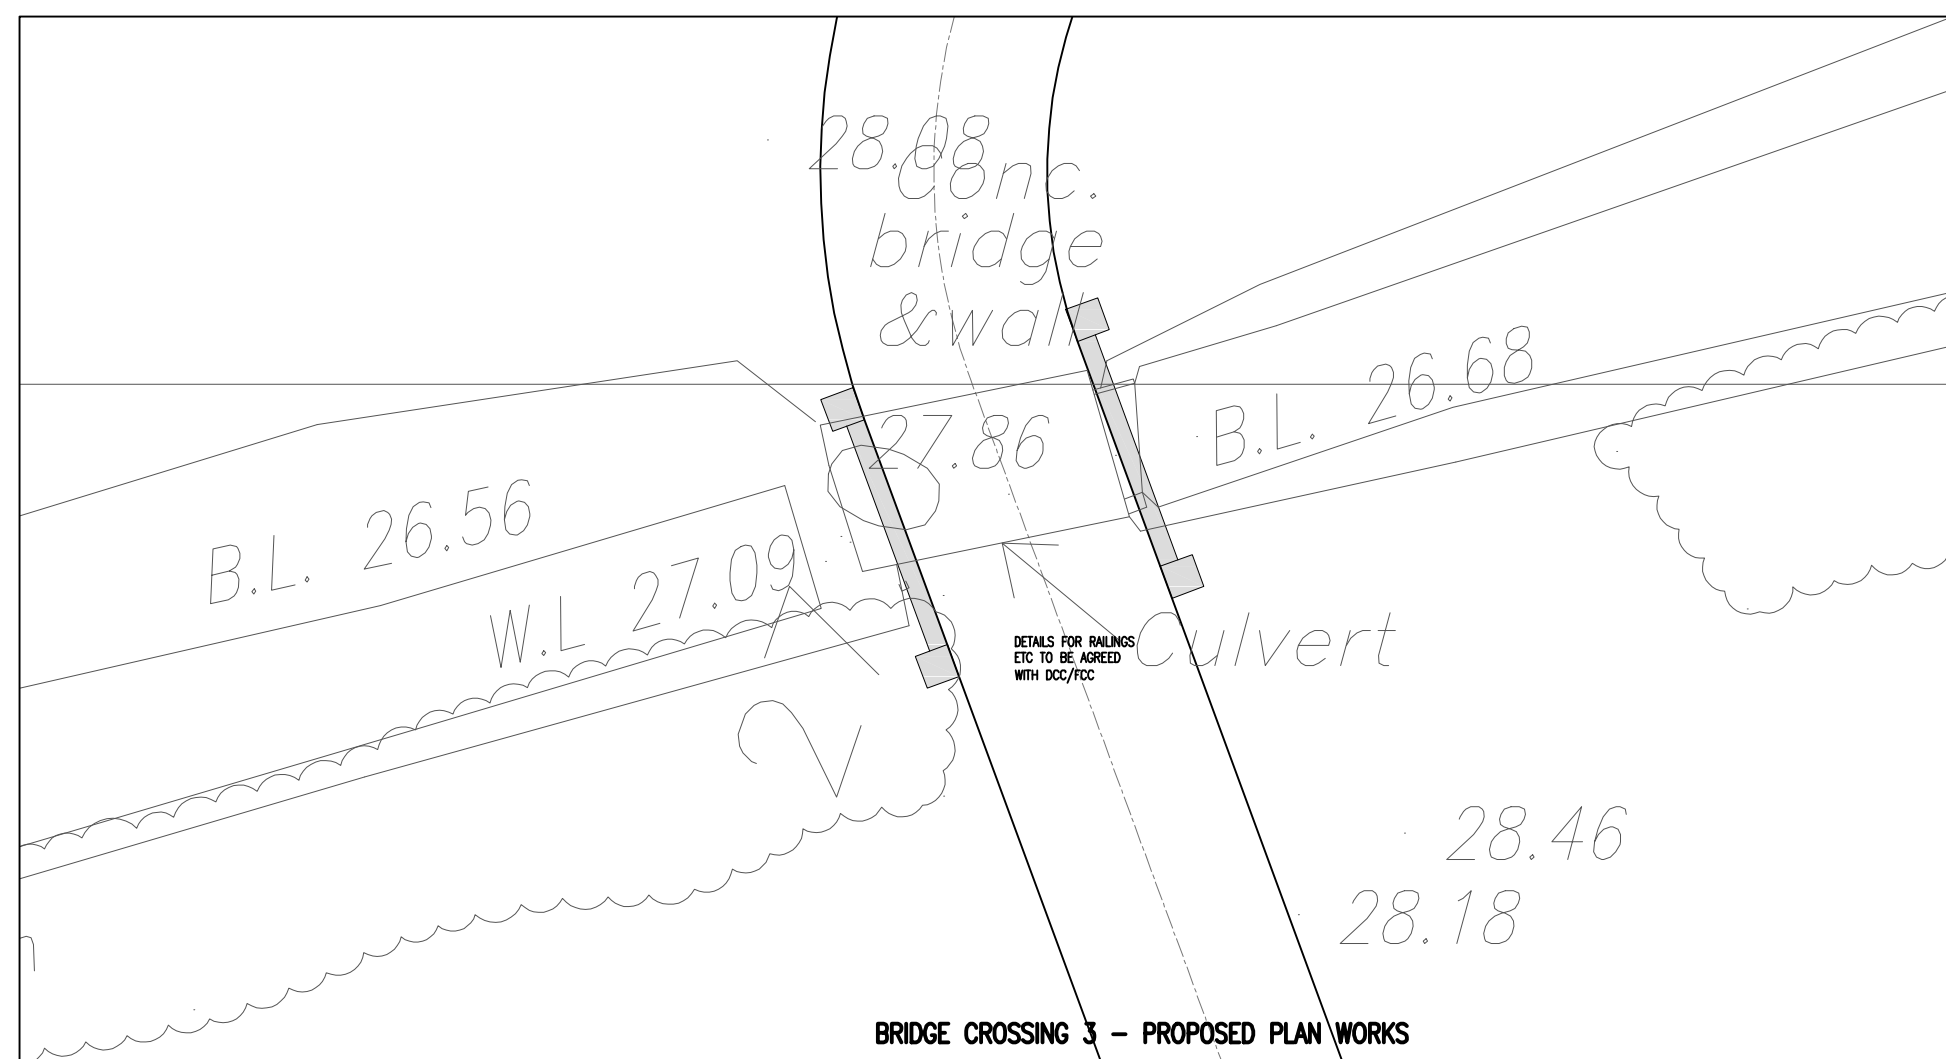 28.08
Conc.
bridge
&wall
27.86
B.L. 26.68
B.L. 26.56
W.L 27.09
DETAILS FOR RAILINGS
ETC TO BE AGREED
WITH DCC/FCC
Culvert
28.46
28.18
BRIDGE CROSSING 3 - PROPOSED PLAN WORKS